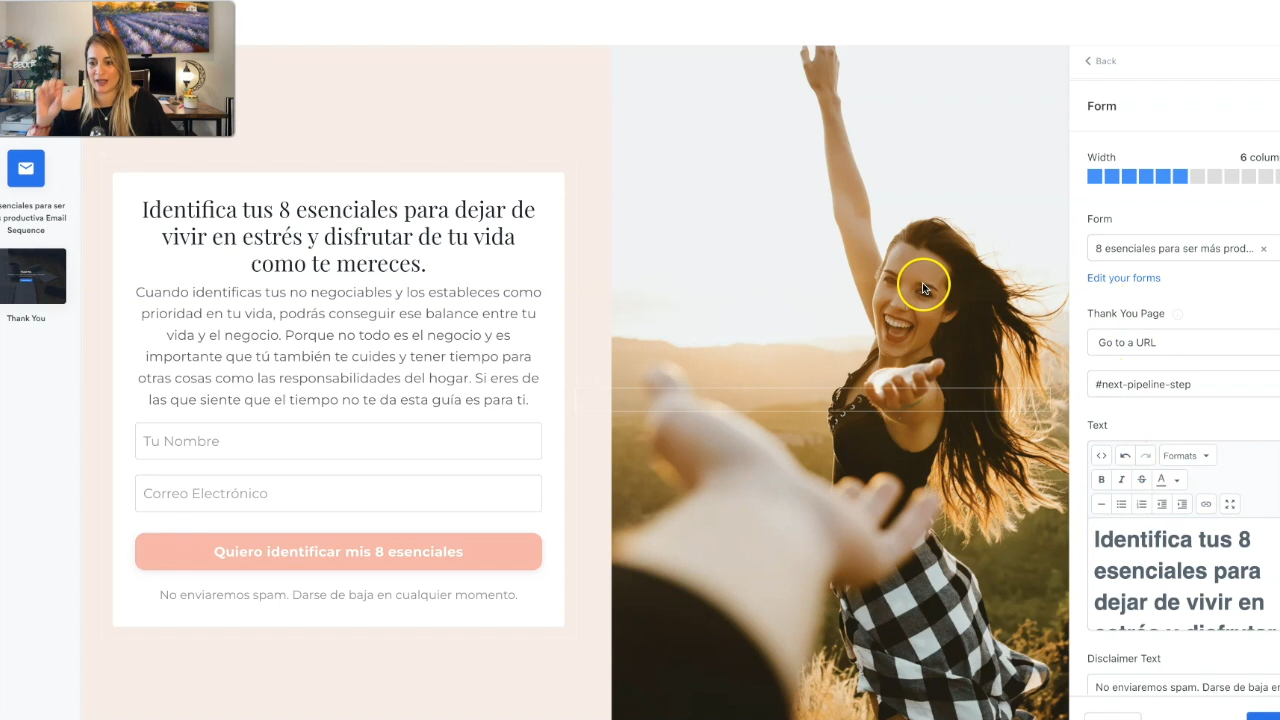 senciales para ser
s productiva Email
Sequence
Thank You
Identifica tus 8 esenciales para dejar de
vivir en estrés y disfrutar de tu vida
como te mereces.
Cuando identificas tus no negociables y los estableces como
prioridad en tu vida, podrás conseguir ese balance entre tu
vida y el negocio. Porque no todo es el negocio y es
importante que tú también te cuides y tener tiempo para
otras cosas como las responsabilidades del hogar. Si eres de
las que siente que el tiempo no te da esta guía es para ti.
Tu Nombre
Correo Electrónico
Quiero identificar mis 8 esenciales
No enviaremos spam. Darse de baja en cualquier momento.
Back
Form
Width
6 colum
Form
8 esenciales para ser más prod... ×
Edit your forms
Thank You Page
Go to a URL
#next-pipeline-step
Text
Formats
B I S A
Identifica tus 8
esenciales para
dejar de vivir en
estrés y disfrutar
Disclaimer Text
No enviaremos spam. Darse de baja en